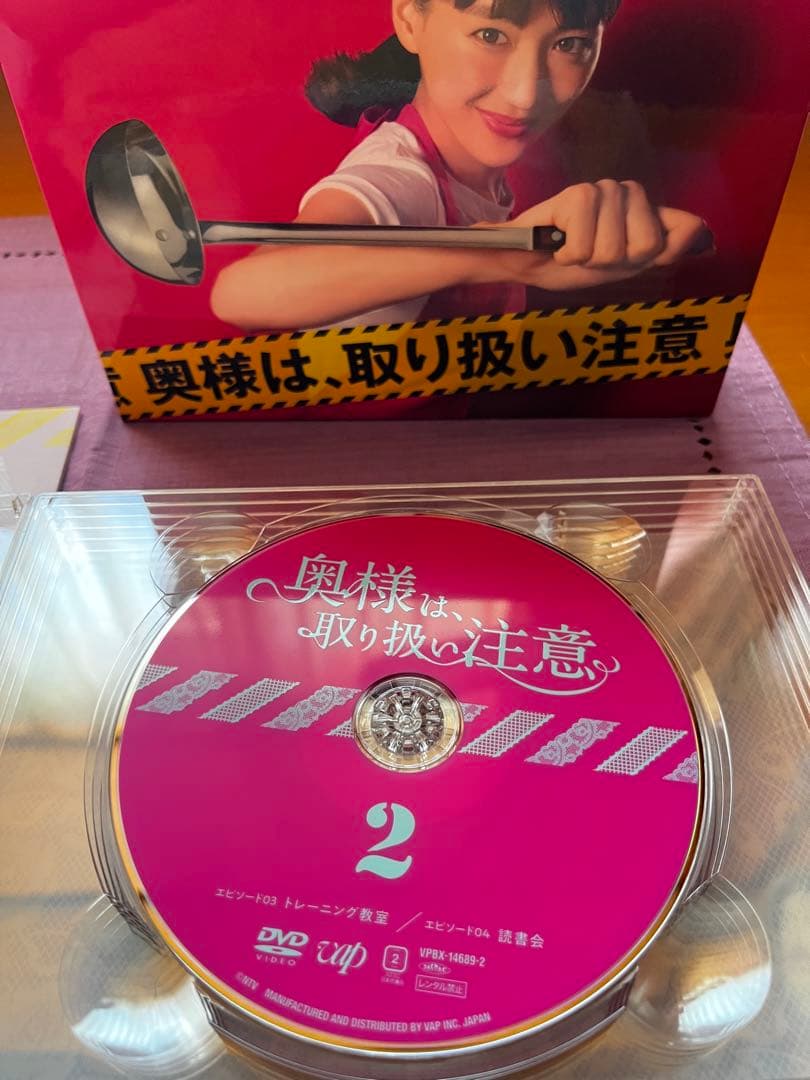 奥様は、取り扱い注意
奥様は、
取り扱い注意
2
エピソード03 トレーニング教室 / エピソード04 読書会
DVD
VIDEO
vap
2
VPBX-14689-2
レンタル禁止
©NTV MANUFACTURED AND DISTRIBUTED BY VAP INC. JAPAN